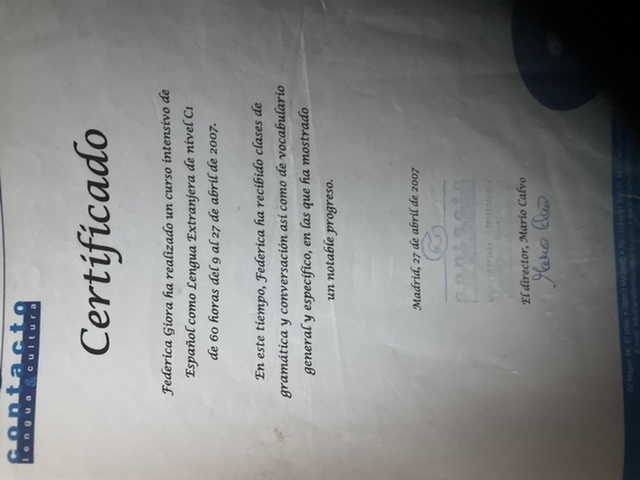 contacto
lengua & cultura
Certificado
Federica Giora ha realizado un curso intensivo de
Español como Lengua Extranjera de nivel C1
de 60 horas del 9 al 27 de abril de 2007.
En este tiempo, Federica ha recibido clases de
gramática y conversación así como de vocabulario
general y específico, en las que ha mostrado
un notable progreso.
Madrid, 27 de abril de 2007
contacto
El director, Mario Calvo